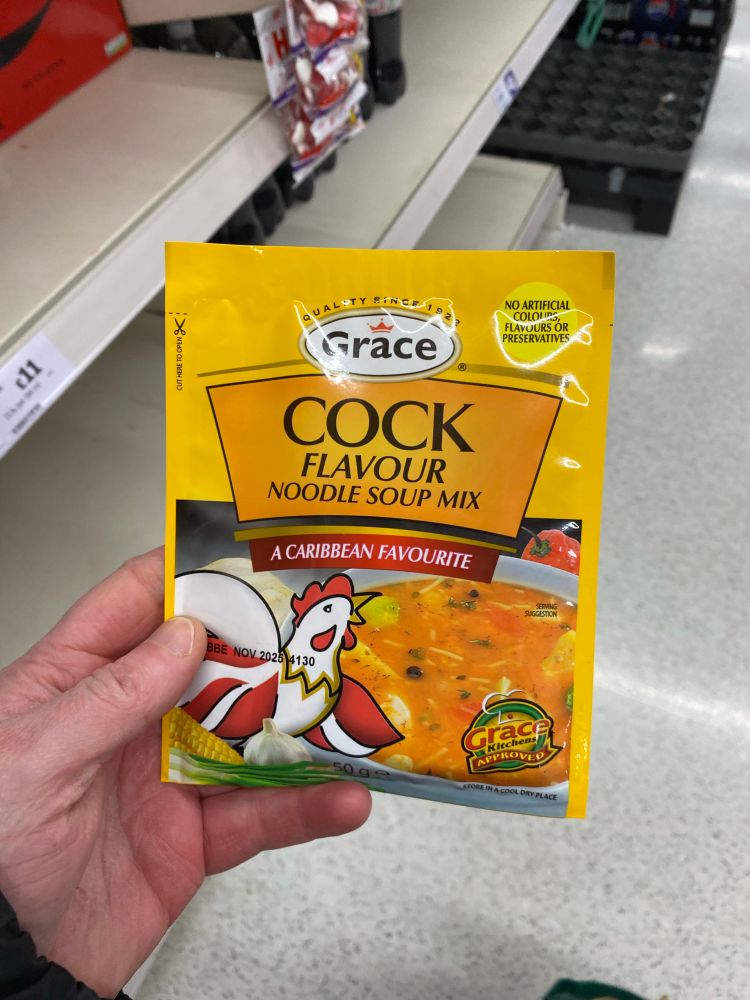 £11
QUALITY SINCE 1922
Grace
®
NO ARTIFICIAL
COLOURS,
FLAVOURS OR
PRESERVATIVES
CUT HERE TO OPEN
COCK
FLAVOUR
NOODLE SOUP MIX
A CARIBBEAN FAVOURITE
SERVING
SUGGESTION
BBE NOV 2025 4130
Grace
Kitchens
APPROVED
50 g e
STORE IN A COOL DRY PLACE